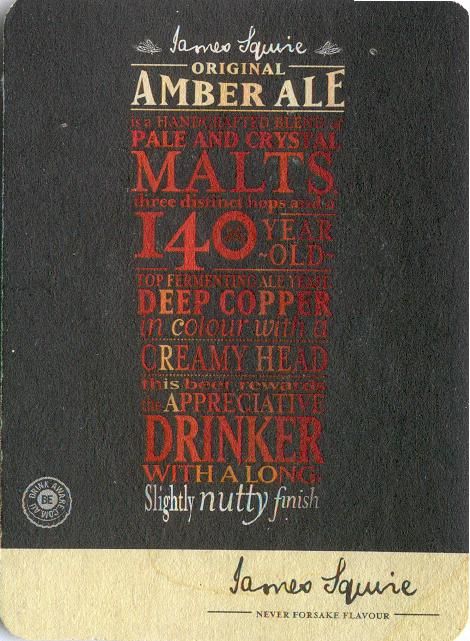 James Squire
ORIGINAL
AMBER ALE
is a HANDCRAFTED BLEND of
PALE AND CRYSTAL
MALTS
three distinct hops and a
140 YEAR
~OLD~
TOP FERMENTING ALE YEAST.
DEEP COPPER
in colour with a
CREAMY HEAD
this beer rewards
the APPRECIATIVE
DRINKER
WITH A LONG,
Slightly nutty finish
BE
DRINK AWARE.COM.AU
James Squire
NEVER FORSAKE FLAVOUR